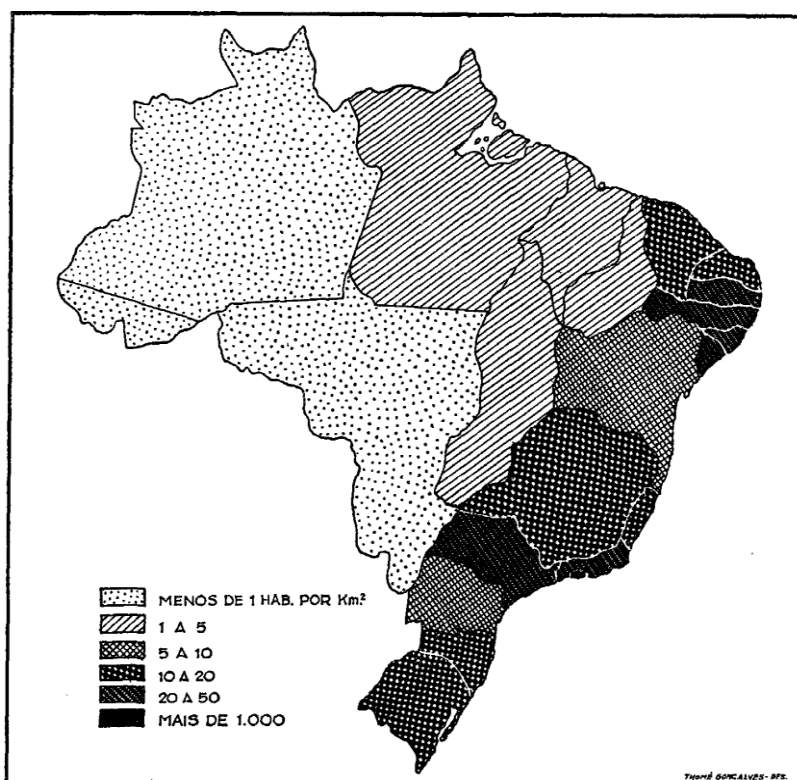 MENOS DE 1 HAB. POR Km²
1 A 5
5 A 10
10 A 20
20 A 50
MAIS DE 1.000
THOMÉ GONÇALVES - DES.